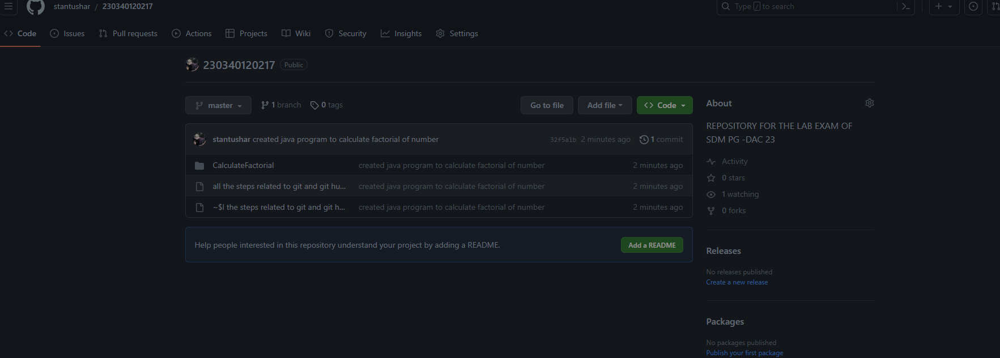 stantushar / 230340120217
Type / to search
Code Issues Pull requests Actions Projects Wiki Security Insights Settings
230340120217 Public
master 1 branch 0 tags Go to file Add file Code
stantushar created java program to calculate factorial of number 32f5a1b 2 minutes ago 1 commit
CalculateFactorial created java program to calculate factorial of number 2 minutes ago
all the steps related to git and git hu... created java program to calculate factorial of number 2 minutes ago
~$l the steps related to git and git h... created java program to calculate factorial of number 2 minutes ago
Help people interested in this repository understand your project by adding a README. Add a README
About
REPOSITORY FOR THE LAB EXAM OF
SDM PG -DAC 23
Activity
0 stars
1 watching
0 forks
Releases
No releases published
Create a new release
Packages
No packages published
Publish your first package